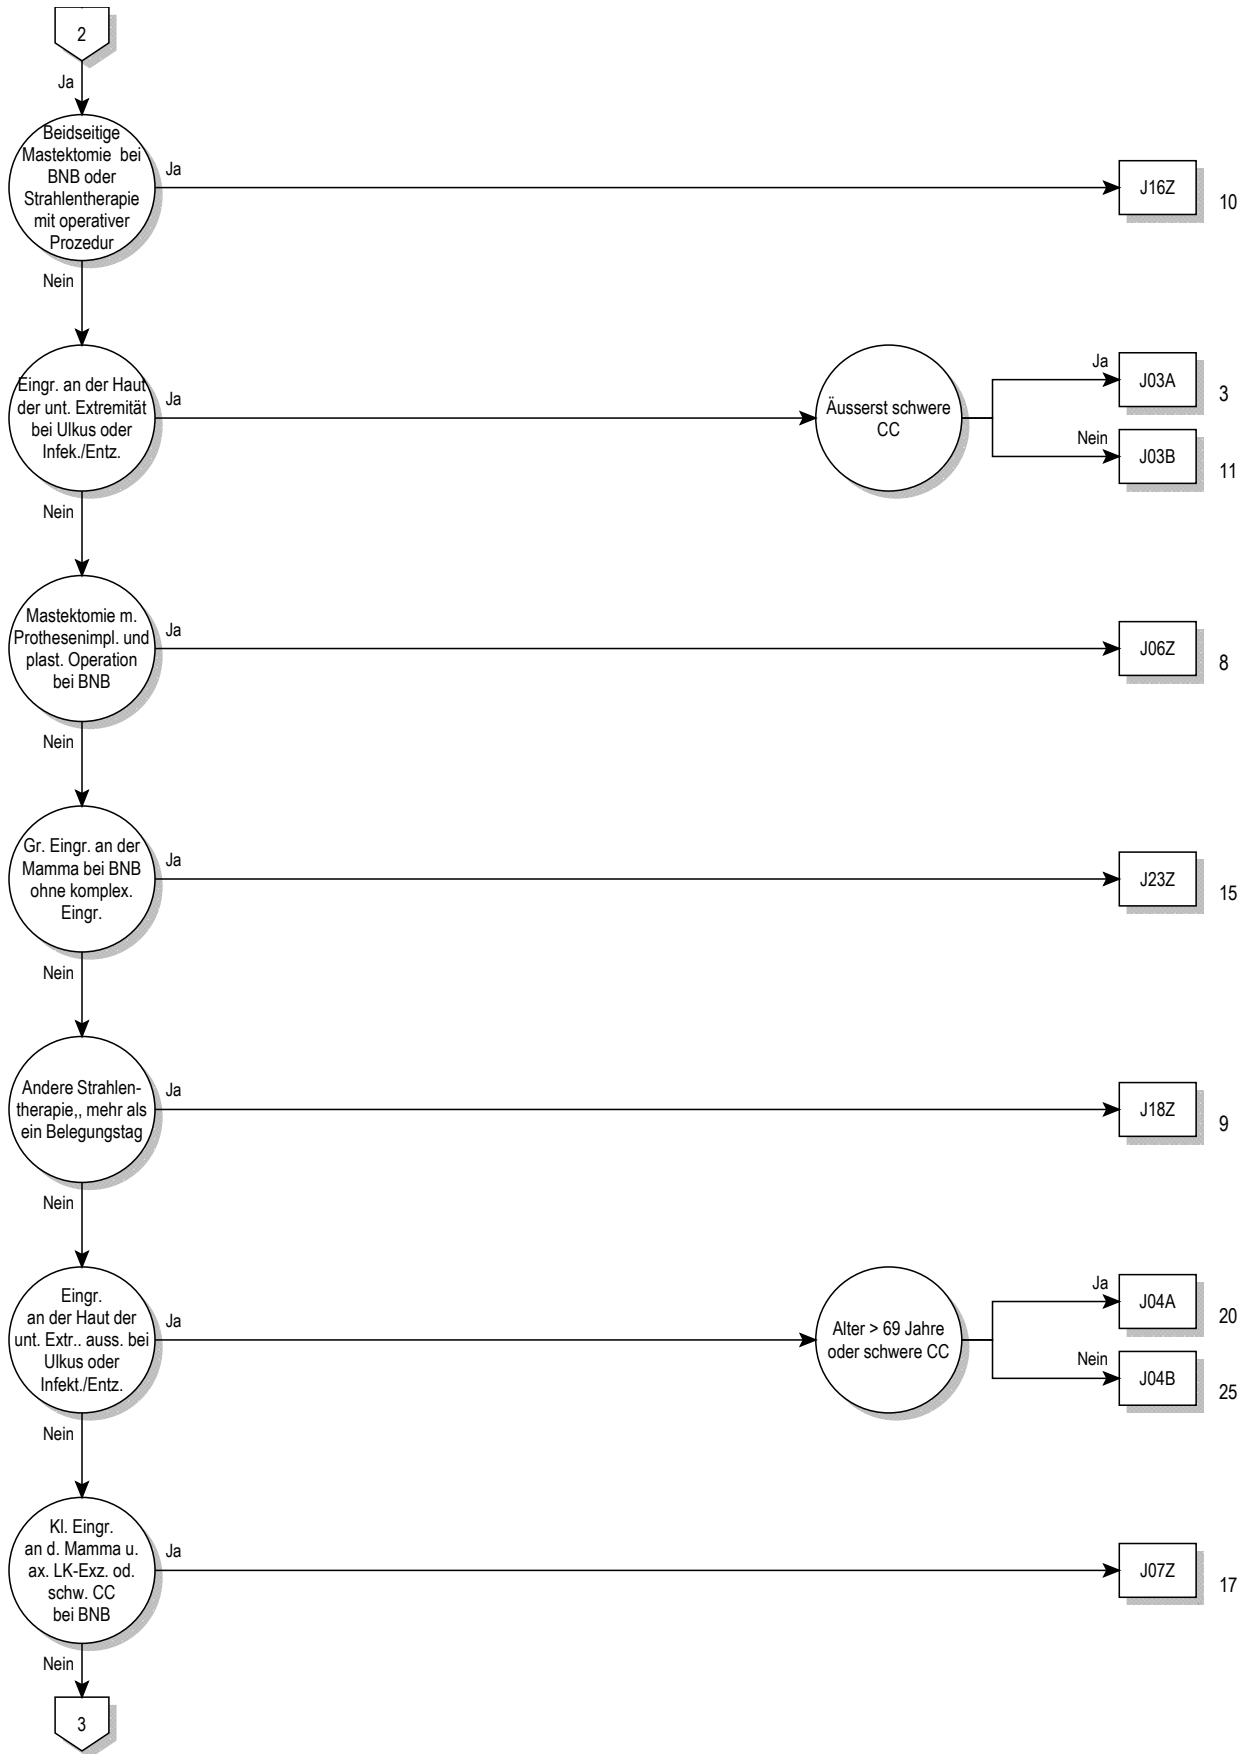 2
Ja
Beidseitige
Mastektomie bei
BNB oder
Strahlentherapie
mit operativer
Prozedur
Ja
J16Z
10
Nein
Eingr. an der Haut
der unt. Extremität
bei Ulkus oder
Infek./Entz.
Ja
Äusserst schwere
CC
Ja
J03A
3
Nein
J03B
11
Nein
Mastektomie m.
Prothesenimpl. und
plast. Operation
bei BNB
Ja
J06Z
8
Nein
Gr. Eingr. an der
Mamma bei BNB
ohne komplex.
Eingr.
Ja
J23Z
15
Nein
Andere Strahlen-
therapie,, mehr als
ein Belegungstag
Ja
J18Z
9
Nein
Eingr.
an der Haut der
unt. Extr.. auss. bei
Ulkus oder
Infekt./Entz.
Ja
Alter > 69 Jahre
oder schwere CC
Ja
J04A
20
Nein
J04B
25
Nein
Kl. Eingr.
an d. Mamma u.
ax. LK-Exz. od.
schw. CC
bei BNB
Ja
J07Z
17
Nein
3